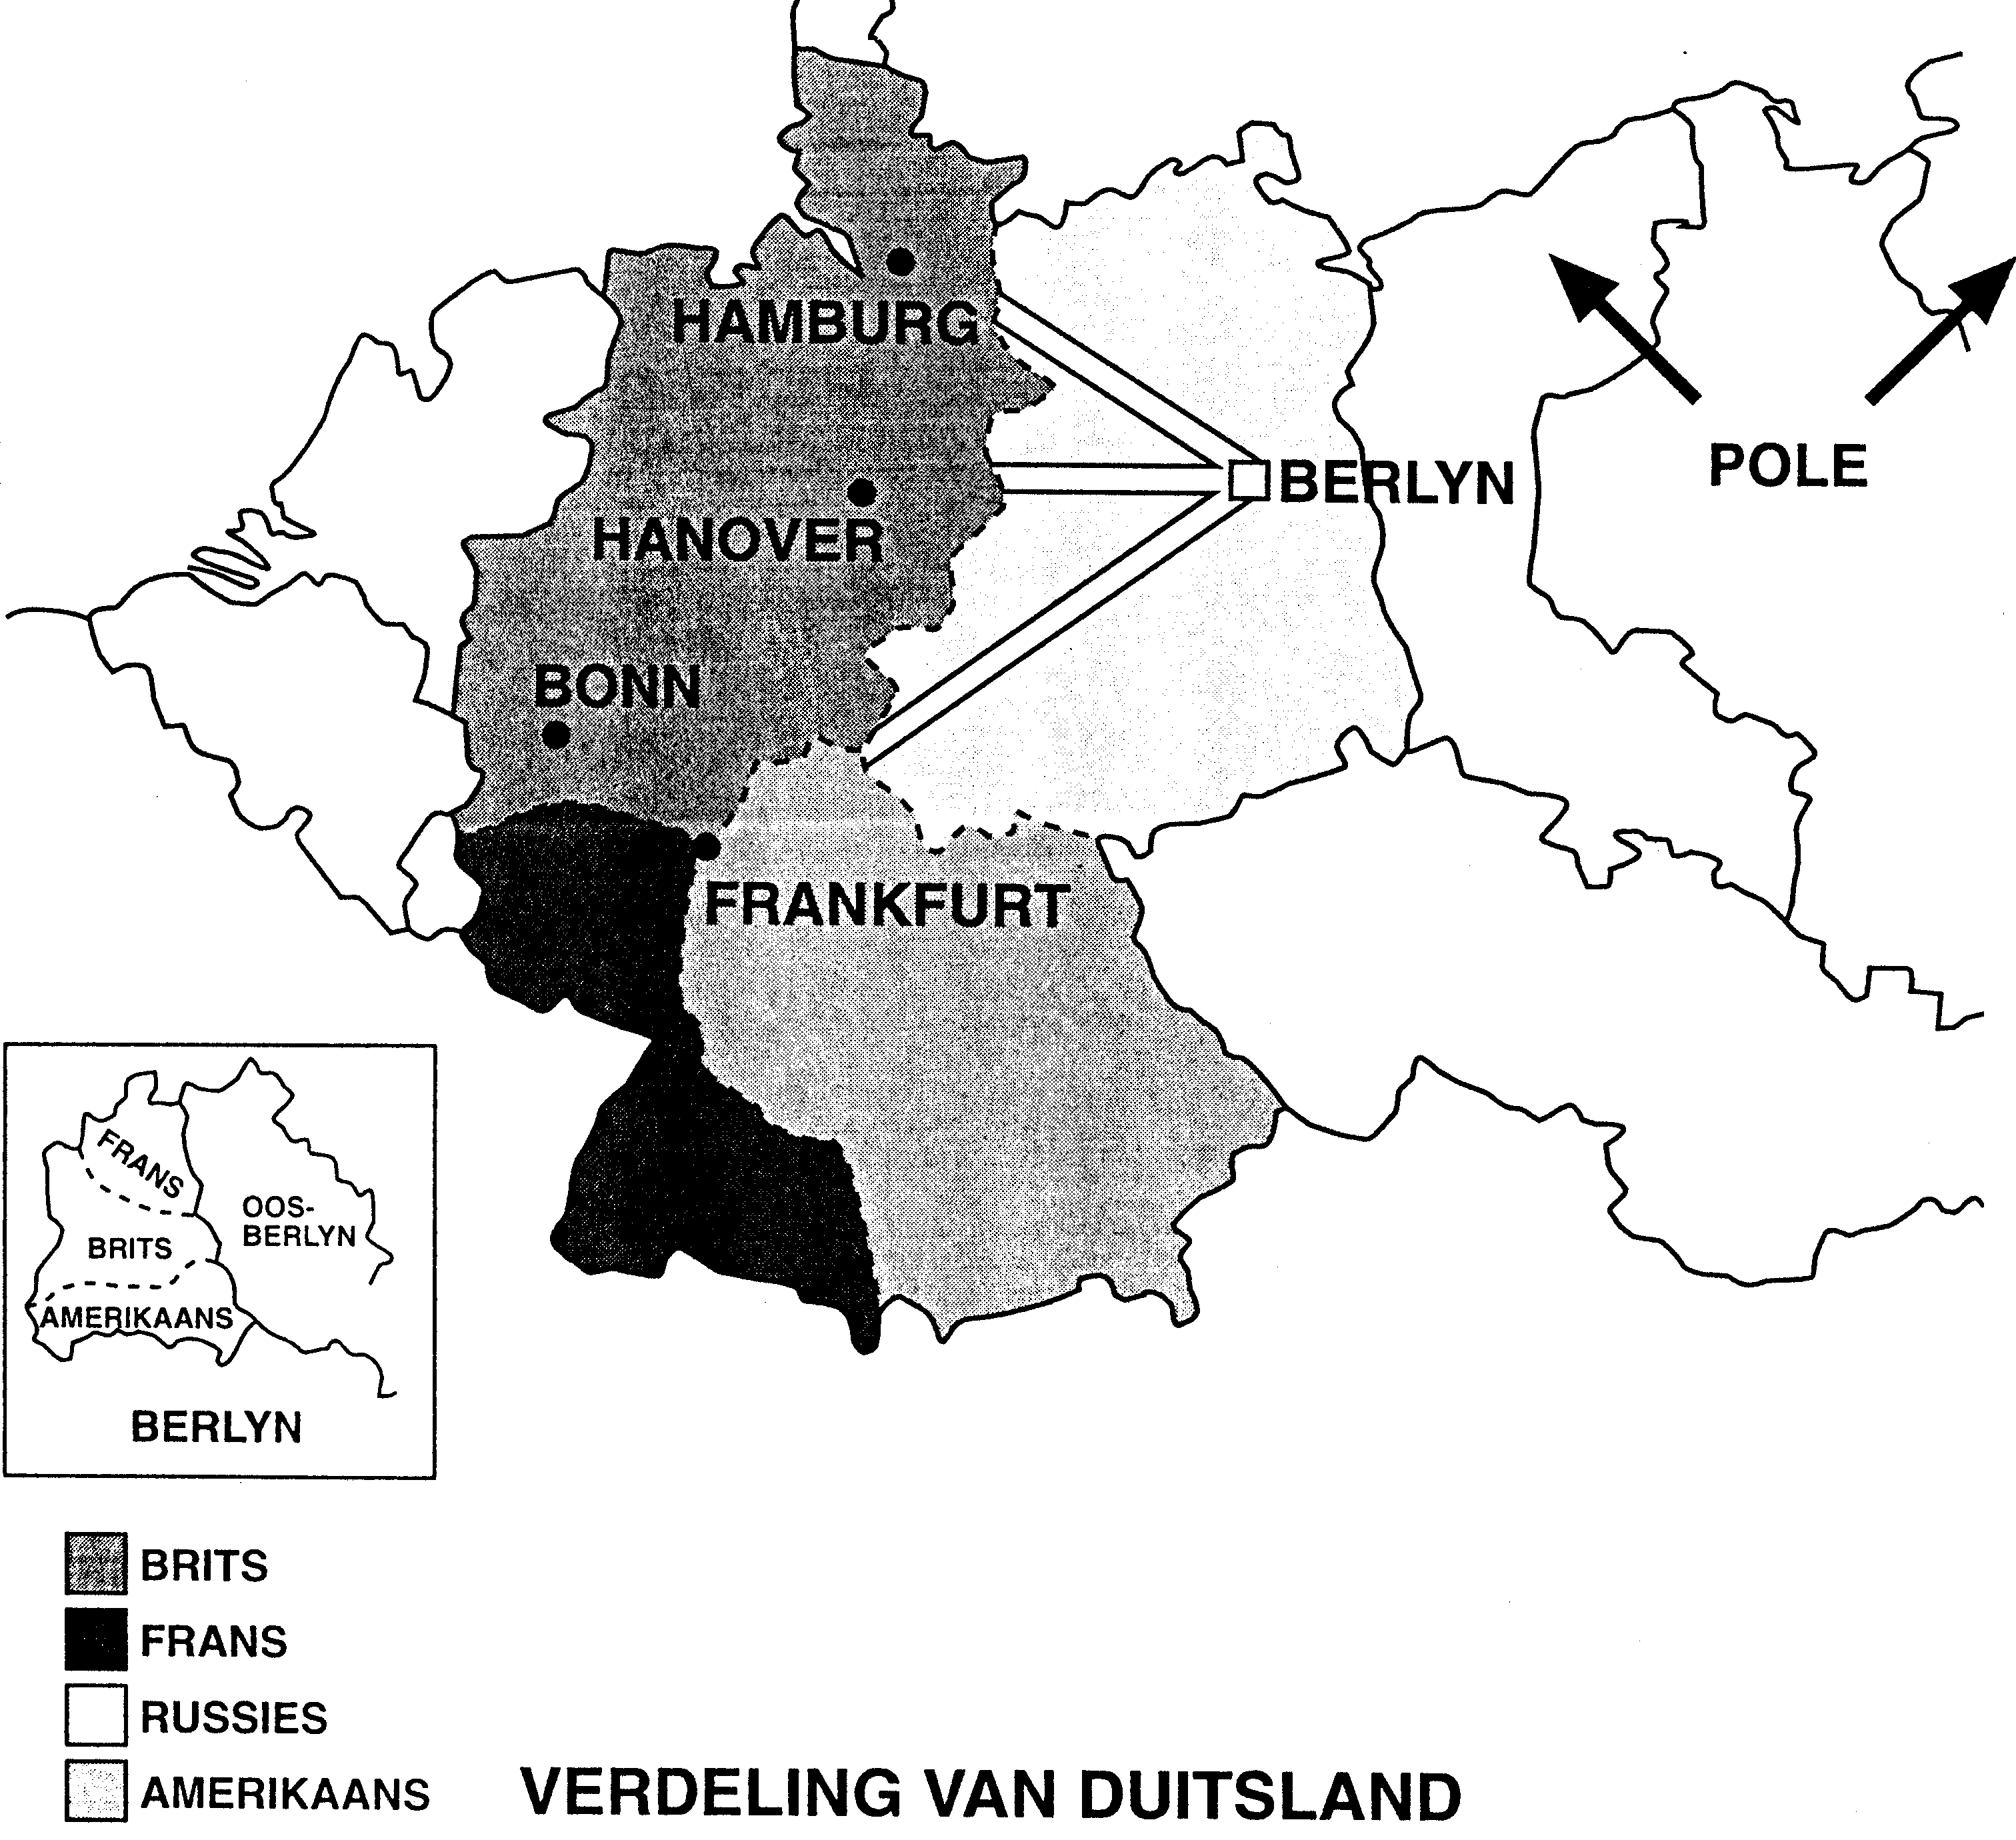 HAMBURG
BERLYN
POLE
HANOVER
BONN
FRANKFURT
FRANS
OOS-
BERLYN
BRITS
AMERIKAANS
BERLYN
BRITS
FRANS
RUSSIES
AMERIKAANS
VERDELING VAN DUITSLAND